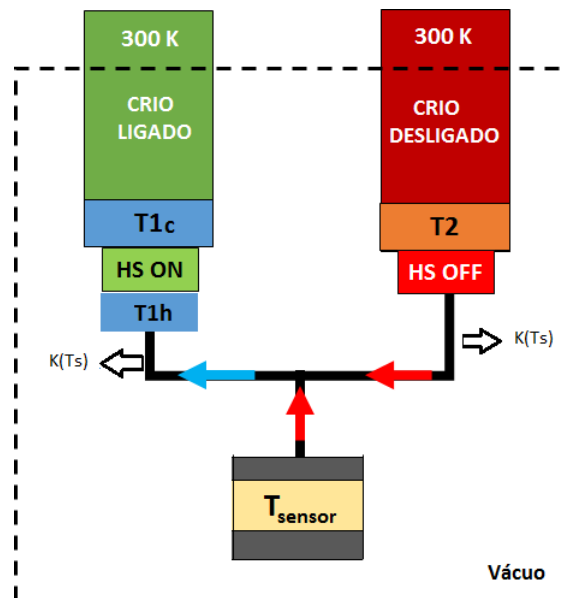 300 K
CRIO
LIGADO
T1c
HS ON
T1h
K(Ts)
300 K
CRIO
DESLIGADO
T2
HS OFF
K(Ts)
Tsensor
Vácuo